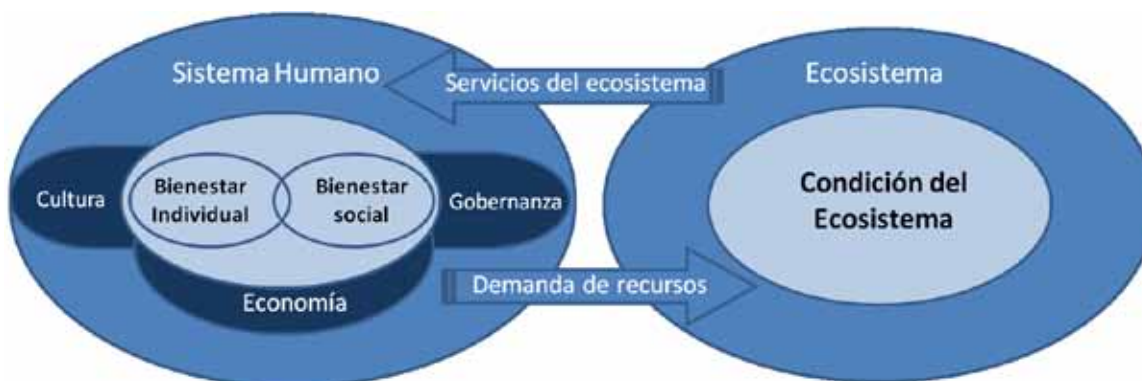 Sistema Humano
Servicios del ecosistema
Ecosistema
Cultura
Bienestar
Individual
Bienestar
social
Gobernanza
Condición del
Ecosistema
Economía
Demanda de recursos